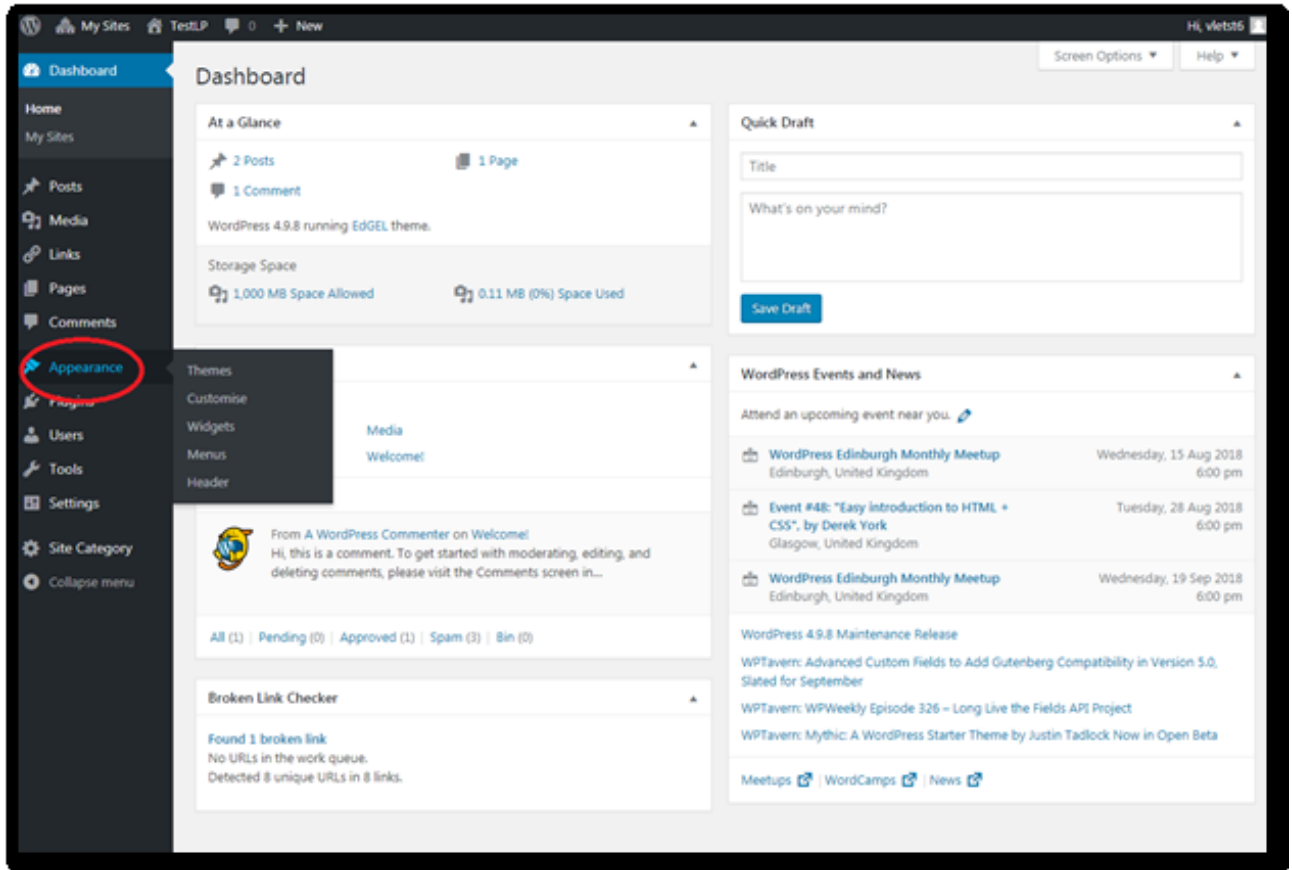 My Sites TestLP 0 New Hi, vletst6
Dashboard
Home
My Sites
Posts
Media
Links
Pages
Comments
Appearance
Plugins
Users
Tools
Settings
Site Category
Collapse menu
Themes
Customise
Widgets
Menus
Header
Screen Options Help
Dashboard
At a Glance
2 Posts 1 Page
1 Comment
WordPress 4.9.8 running EdGEL theme.
Storage Space
1,000 MB Space Allowed 0.11 MB (0%) Space Used
Media
Welcome!
From A WordPress Commenter on Welcome!
Hi, this is a comment. To get started with moderating, editing, and
deleting comments, please visit the Comments screen in...
All (1) | Pending (0) | Approved (1) | Spam (3) | Bin (0)
Broken Link Checker
Found 1 broken link
No URLs in the work queue.
Detected 8 unique URLs in 8 links.
Quick Draft
Title
What's on your mind?
Save Draft
WordPress Events and News
Attend an upcoming event near you.
WordPress Edinburgh Monthly Meetup Wednesday, 15 Aug 2018
Edinburgh, United Kingdom 6:00 pm
Event #48: "Easy introduction to HTML + Tuesday, 28 Aug 2018
CSS", by Derek York 6:00 pm
Glasgow, United Kingdom
WordPress Edinburgh Monthly Meetup Wednesday, 19 Sep 2018
Edinburgh, United Kingdom 6:00 pm
WordPress 4.9.8 Maintenance Release
WPTavern: Advanced Custom Fields to Add Gutenberg Compatibility in Version 5.0,
Slated for September
WPTavern: WPWeekly Episode 326 – Long Live the Fields API Project
WPTavern: Mythic: A WordPress Starter Theme by Justin Tadlock Now in Open Beta
Meetups | WordCamps | News